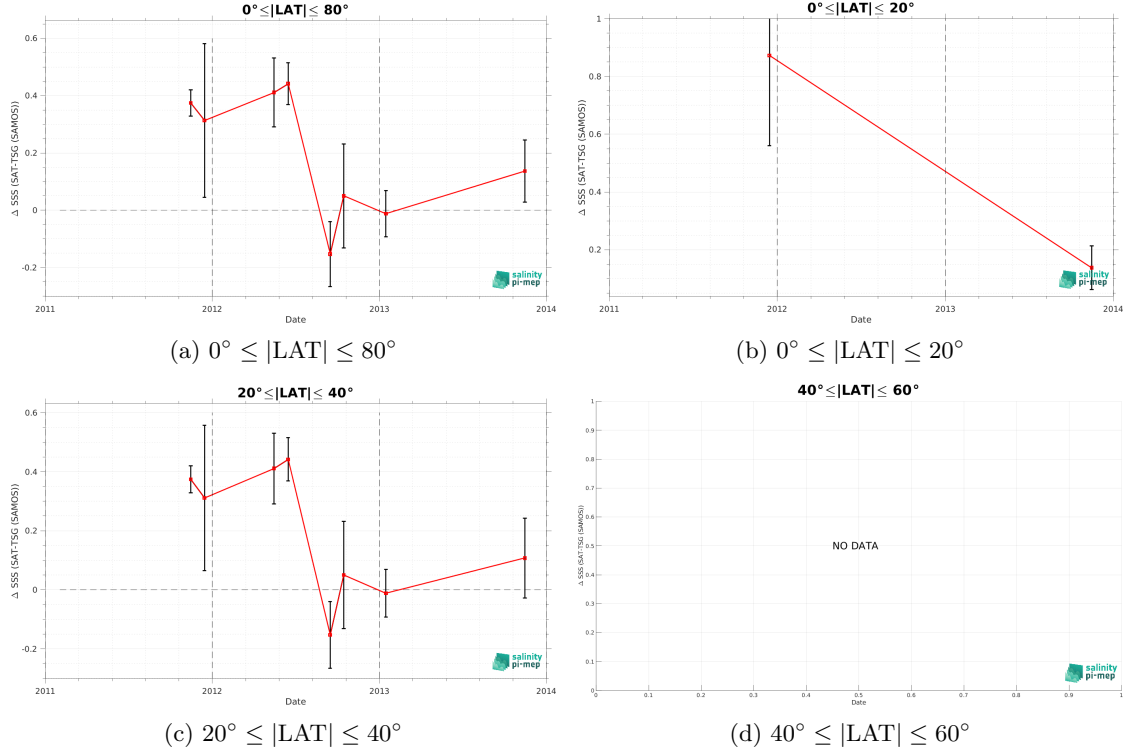 0°≤|LAT|≤ 80°
0.6
0.4
0.2
0
-0.2
Δ SSS (SAT-TSG (SAMOS))
2011
2012
2013
2014
Date
salinity
pi-mep
(a) 0° ≤ |LAT| ≤ 80°
0°≤|LAT|≤ 20°
1
0.8
0.6
0.4
0.2
Δ SSS (SAT-TSG (SAMOS))
2011
2012
2013
2014
Date
salinity
pi-mep
(b) 0° ≤ |LAT| ≤ 20°
20°≤|LAT|≤ 40°
0.6
0.4
0.2
0
-0.2
Δ SSS (SAT-TSG (SAMOS))
2011
2012
2013
2014
Date
salinity
pi-mep
(c) 20° ≤ |LAT| ≤ 40°
40°≤|LAT|≤ 60°
1
0.9
0.8
0.7
0.6
0.5
0.4
0.3
0.2
0.1
0
Δ SSS (SAT-TSG (SAMOS))
NO DATA
0
0.1
0.2
0.3
0.4
0.5
0.6
0.7
0.8
0.9
1
Date
salinity
pi-mep
(d) 40° ≤ |LAT| ≤ 60°